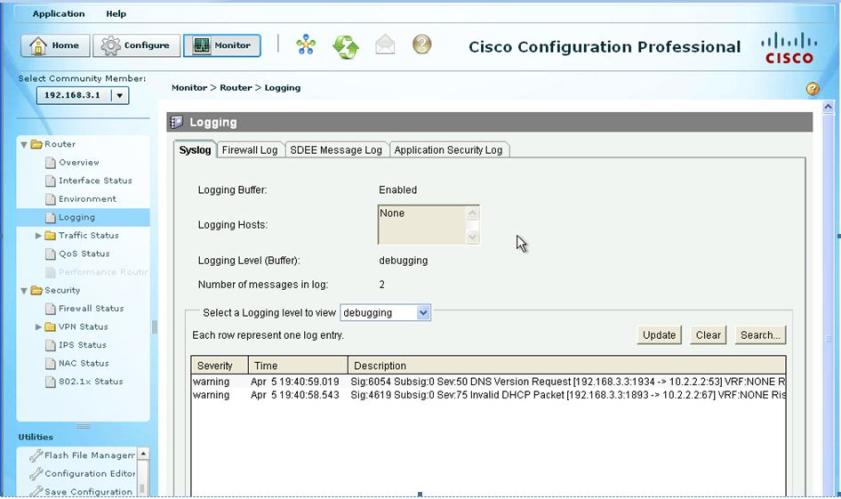 Application Help
Home Configure Monitor
Cisco Configuration Professional
CISCO
Select Community Member:
192.168.3.1
Monitor > Router > Logging
Router
Overview
Interface Status
Environment
Logging
Traffic Status
QoS Status
Performance Routin
Security
Firewall Status
VPN Status
IPS Status
NAC Status
802.1x Status
Utilities
Flash File Managem
Configuration Editor
Save Configuration
Logging
Syslog Firewall Log SDEE Message Log Application Security Log
Logging Buffer: Enabled
Logging Hosts: None
Logging Level (Buffer): debugging
Number of messages in log: 2
Select a Logging level to view debugging
Each row represent one log entry. Update Clear Search...
Severity Time Description
warning Apr 5 19:40:59.019 Sig:6054 Subsig:0 Sev:50 DNS Version Request [192.168.3.3:1934 -> 10.2.2.2:53] VRF:NONE R
warning Apr 5 19:40:58.543 Sig:4619 Subsig:0 Sev:75 Invalid DHCP Packet [192.168.3.3:1893 -> 10.2.2.2:67] VRF:NONE Ris